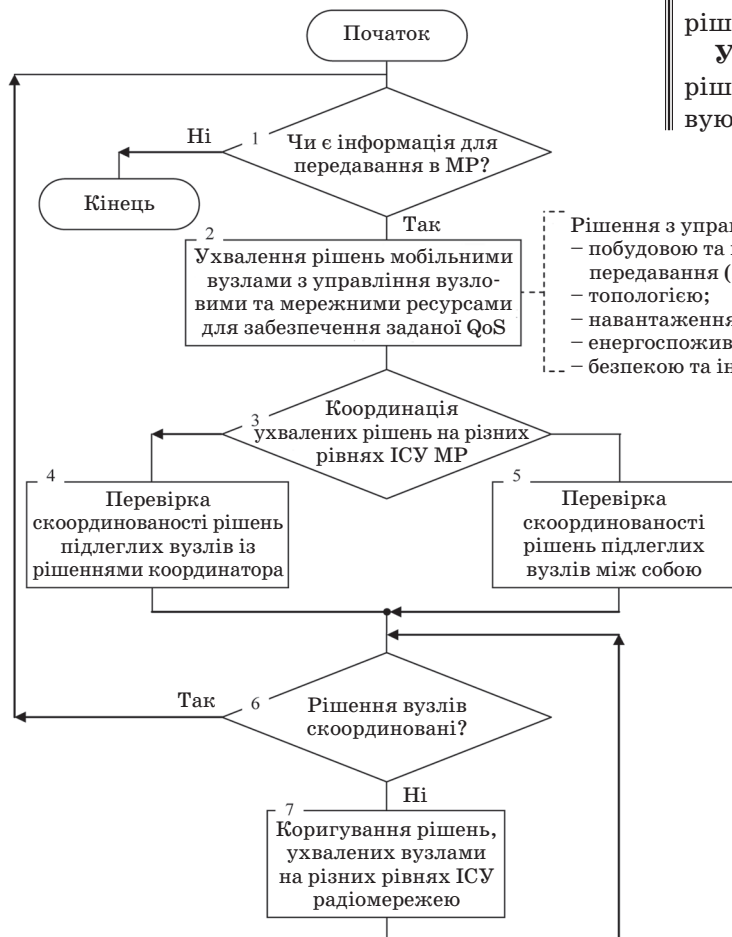 Початок
ріш
У
ріш
вую
Ні
1
Чи є інформація для
передавання в МР?
Кінець
Так
2
Ухвалення рішень мобільними
вузлами з управління вузло-
вими та мережними ресурсами
для забезпечення заданої QoS
Рішення з упра
– побудовою та
передавання (
– топологією;
– навантаження
– енергоспожив
– безпекою та ін
3
Координація
ухвалених рішень на різних
рівнях ІСУ МР
4
Перевірка
скоординованості рішень
підлеглих вузлів із
рішеннями координатора
5
Перевірка
скоординованості
рішень підлеглих
вузлів між собою
Так
6
Рішення вузлів
скоординовані?
Ні
7
Коригування рішень,
ухвалених вузлами
на різних рівнях ІСУ
радіомережею